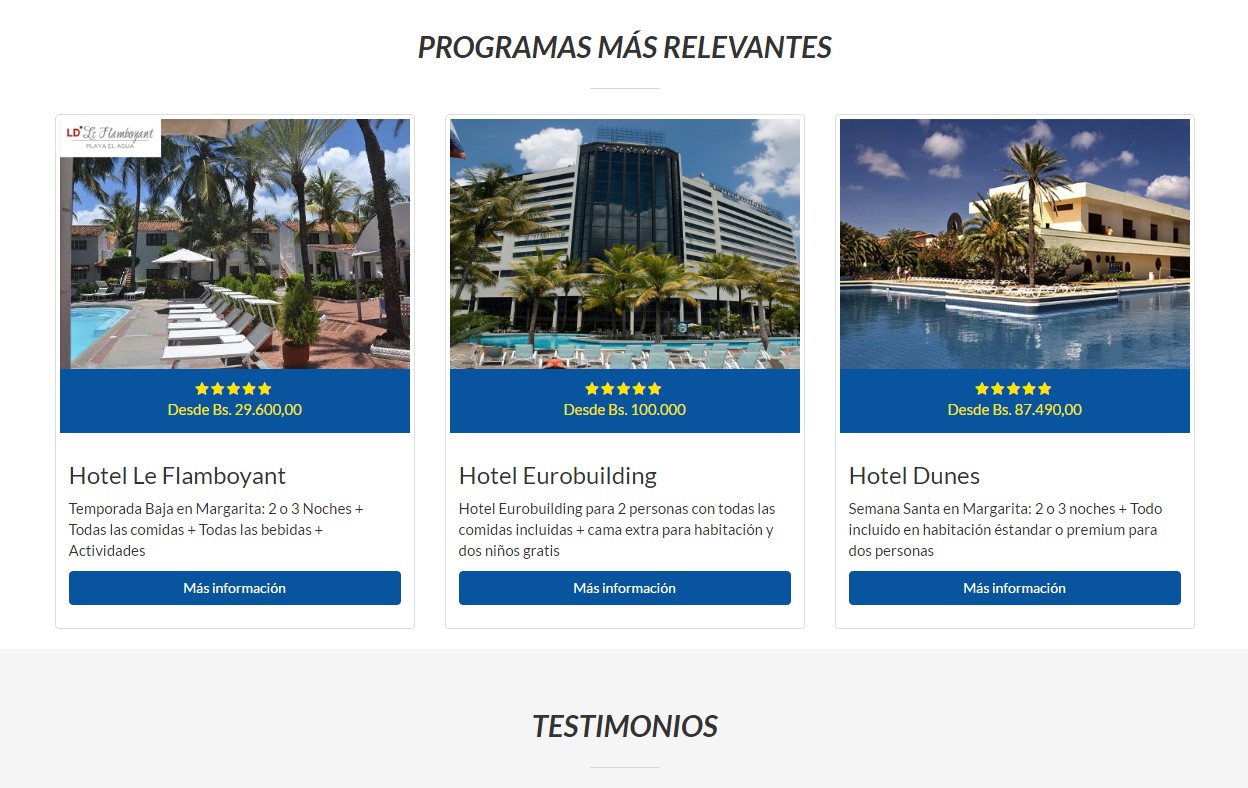 PROGRAMAS MÁS RELEVANTES
LD Le Flamboyant
PLAYA EL AGUA
Desde Bs. 29.600,00
Hotel Le Flamboyant
Temporada Baja en Margarita: 2 o 3 Noches +
Todas las comidas + Todas las bebidas +
Actividades
Más información
Desde Bs. 100.000
Hotel Eurobuilding
Hotel Eurobuilding para 2 personas con todas las
comidas incluidas + cama extra para habitación y
dos niños gratis
Más información
Desde Bs. 87.490,00
Hotel Dunes
Semana Santa en Margarita: 2 o 3 noches + Todo
incluido en habitación éstandar o premium para
dos personas
Más información
TESTIMONIOS